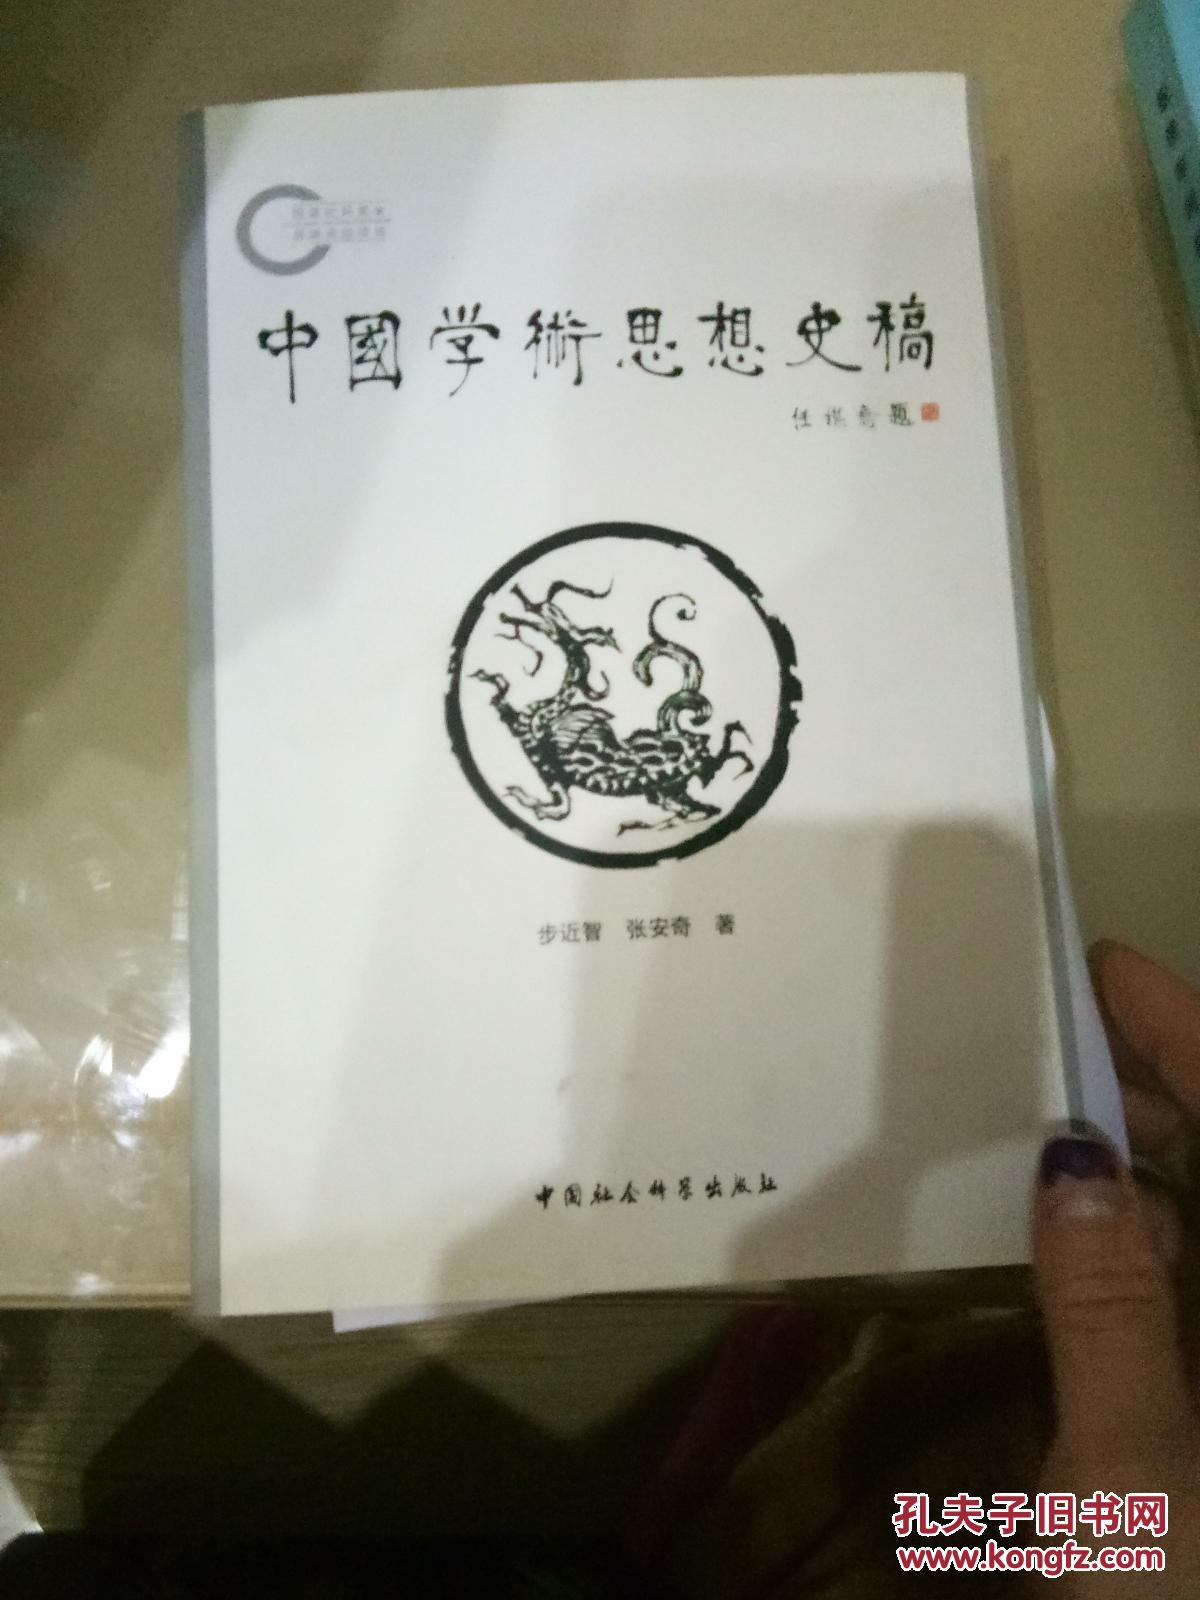 中國学術思想史稿
任继愈题
步近智 张安奇 著
中国社会科学出版社
孔夫子旧书网
www.kongfz.com